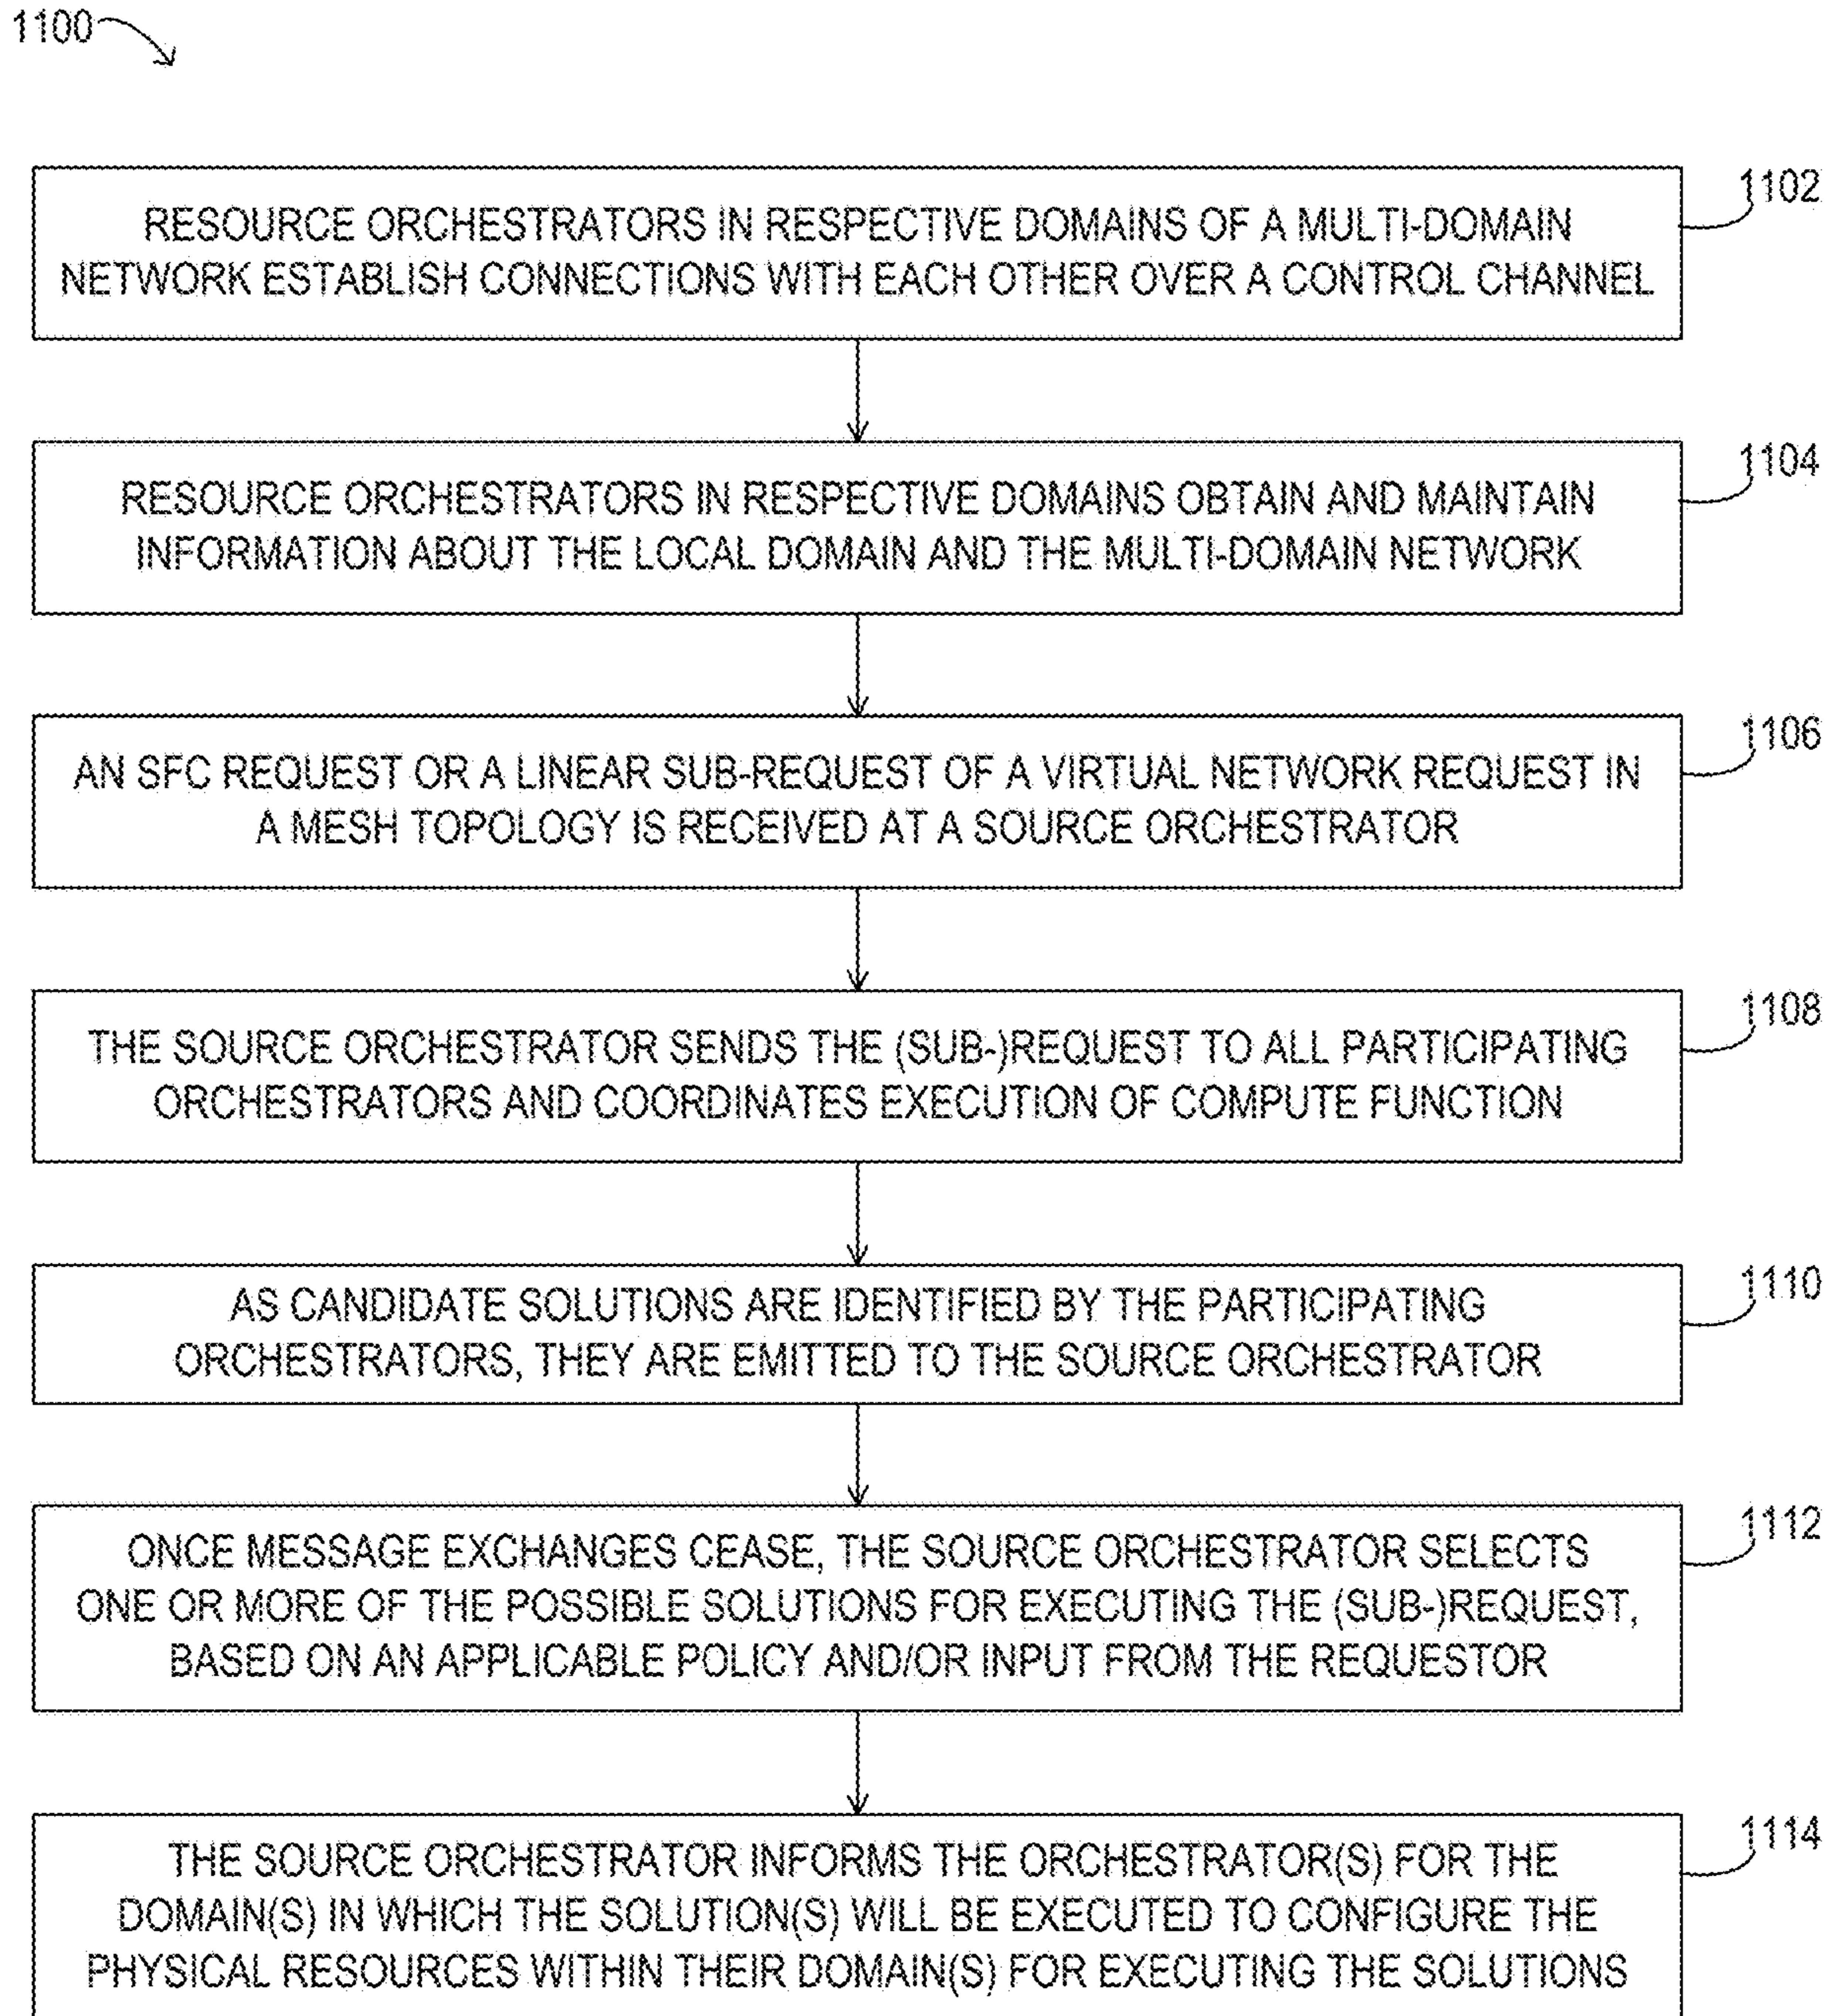 1100
1102
RESOURCE ORCHESTRATORS IN RESPECTIVE DOMAINS OF A MULTI-DOMAIN
NETWORK ESTABLISH CONNECTIONS WITH EACH OTHER OVER A CONTROL CHANNEL
1104
RESOURCE ORCHESTRATORS IN RESPECTIVE DOMAINS OBTAIN AND MAINTAIN
INFORMATION ABOUT THE LOCAL DOMAIN AND THE MULTI-DOMAIN NETWORK
1106
AN SFC REQUEST OR A LINEAR SUB-REQUEST OF A VIRTUAL NETWORK REQUEST IN
A MESH TOPOLOGY IS RECEIVED AT A SOURCE ORCHESTRATOR
1108
THE SOURCE ORCHESTRATOR SENDS THE (SUB-)REQUEST TO ALL PARTICIPATING
ORCHESTRATORS AND COORDINATES EXECUTION OF COMPUTE FUNCTION
1110
AS CANDIDATE SOLUTIONS ARE IDENTIFIED BY THE PARTICIPATING
ORCHESTRATORS, THEY ARE EMITTED TO THE SOURCE ORCHESTRATOR
1112
ONCE MESSAGE EXCHANGES CEASE, THE SOURCE ORCHESTRATOR SELECTS
ONE OR MORE OF THE POSSIBLE SOLUTIONS FOR EXECUTING THE (SUB-)REQUEST,
BASED ON AN APPLICABLE POLICY AND/OR INPUT FROM THE REQUESTOR
1114
THE SOURCE ORCHESTRATOR INFORMS THE ORCHESTRATOR(S) FOR THE
DOMAIN(S) IN WHICH THE SOLUTION(S) WILL BE EXECUTED TO CONFIGURE THE
PHYSICAL RESOURCES WITHIN THEIR DOMAIN(S) FOR EXECUTING THE SOLUTIONS